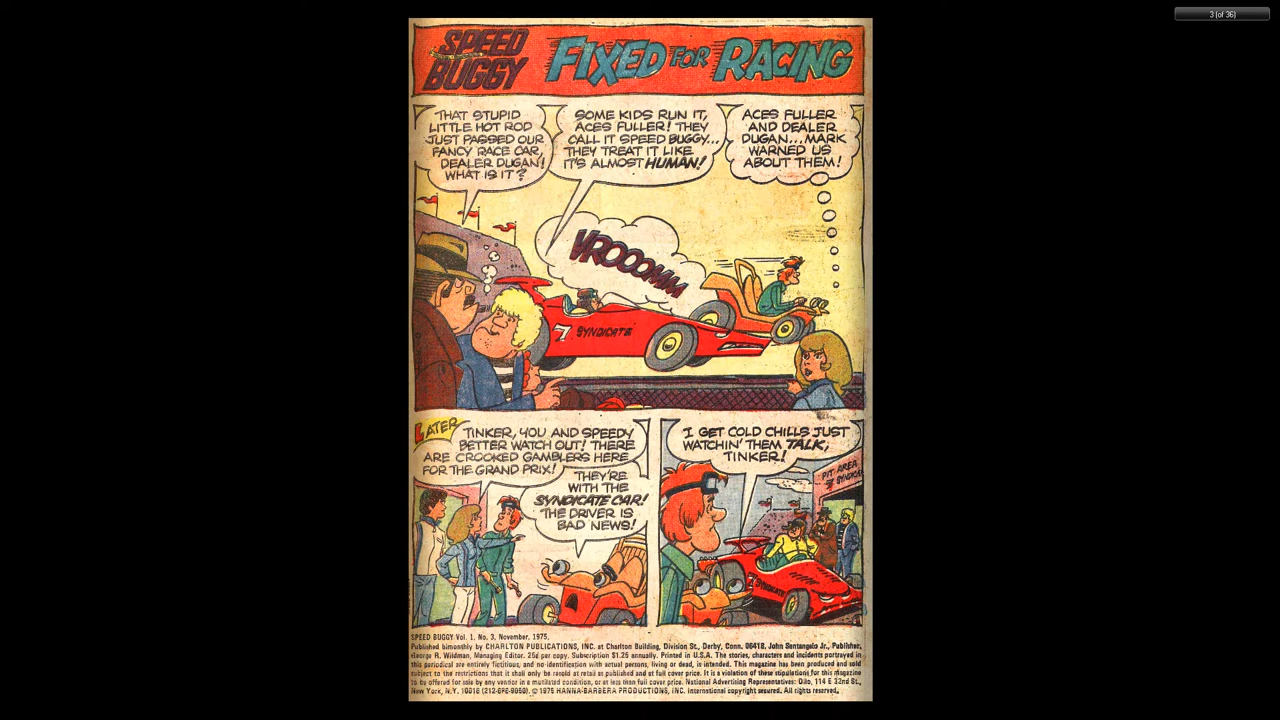 3 (of 36)
SPEED
BUGGY
FIXED FOR RACING
THAT STUPID
LITTLE HOT ROD
JUST PASSED OUR
FANCY RACE CAR,
DEALER DUGAN!
WHAT IS IT?
SOME KIDS RUN IT,
ACES FULLER! THEY
CALL IT SPEED BUGGY...
THEY TREAT IT LIKE
IT'S ALMOST HUMAN!
ACES FULLER
AND DEALER
DUGAN... MARK
WARNED US
ABOUT THEM!
VROOOMM
7 SYNDICATE
LATER
TINKER, YOU AND SPEEDY
BETTER WATCH OUT! THERE
ARE CROOKED GAMBLERS HERE
FOR THE GRAND PRIX!
THEY'RE
WITH THE
SYNDICATE CAR!
THE DRIVER IS
BAD NEWS!
I GET COLD CHILLS JUST
WATCHIN' THEM TALK,
TINKER!
PIT AREA
7 SYNDICATE
7 SYNDICATE
SPEED BUGGY Vol. 1, No. 3, November, 1975,
Published bimonthly by CHARLTON PUBLICATIONS, INC. at Charlton Building, Division St., Derby, Conn. 06418. John Santangelo Jr., Publisher,
George R. Wildman, Managing Editor. 25¢ per copy. Subscription $1.25 annually. Printed in U.S.A. The stories, characters and incidents portrayed in
this periodical are entirely fictitious, and no identification with actual persons, living or dead, is intended. This magazine has been produced and sold
subject to the restrictions that it shall only be resold at retail as published and at full cover price. It is a violation of these stipulations for this magazine
to be offered for sale by any vendor in a mutilated condition, or at less than full cover price. National Advertising Representatives: Dilo, 114 E 32nd St.,
New York, N.Y. 10016 (212-686-9050). © 1975 HANNA-BARBERA PRODUCTIONS, INC. International copyright secured. All rights reserved.